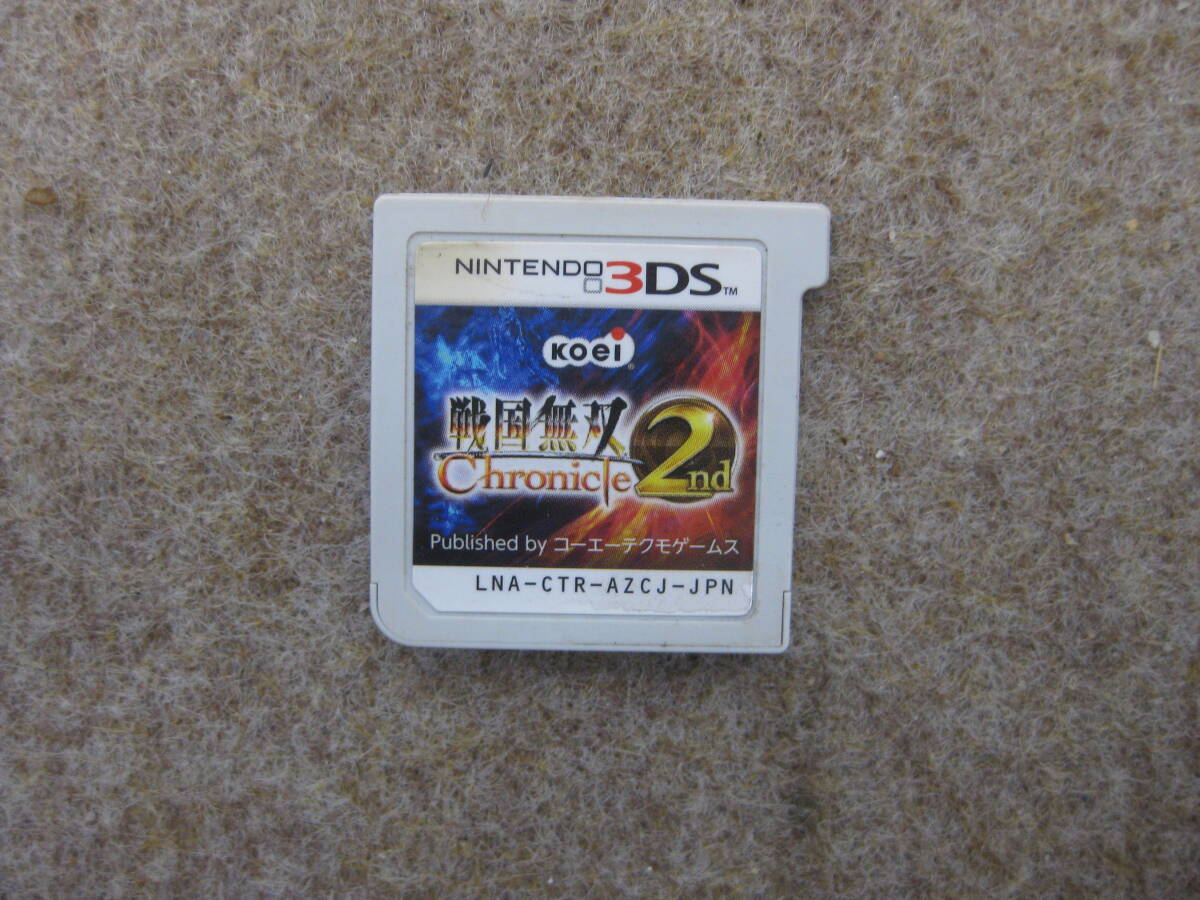 NINTENDO 3DS™
KOEI®
戦国無双
Chronicle 2nd
Published by コーエーテクモゲームス
LNA-CTR-AZCJ-JPN